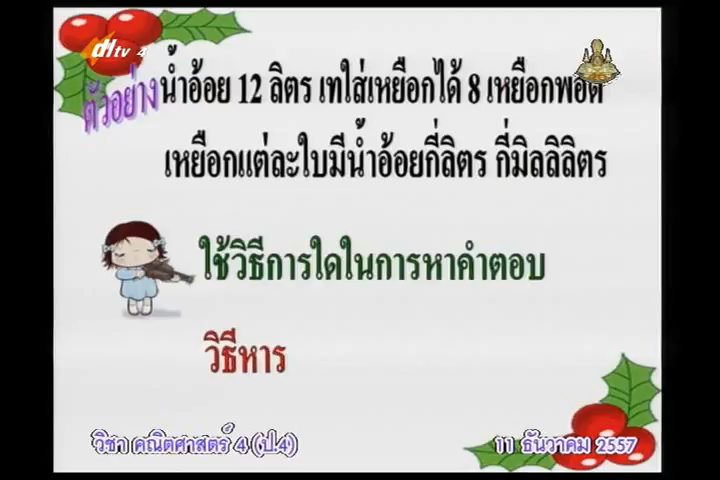 dltv 4
ตัวอย่าง น้ำอ้อย 12 ลิตร เทใส่เหยือกได้ 8 เหยือกพอดี
เหยือกแต่ละใบมีน้ำอ้อยกี่ลิตร กี่มิลลิลิตร
ใช้วิธีการใดในการหาคำตอบ
วิธีหาร
วิชา คณิตศาสตร์ 4 (ป.4) 11 ธันวาคม 2557